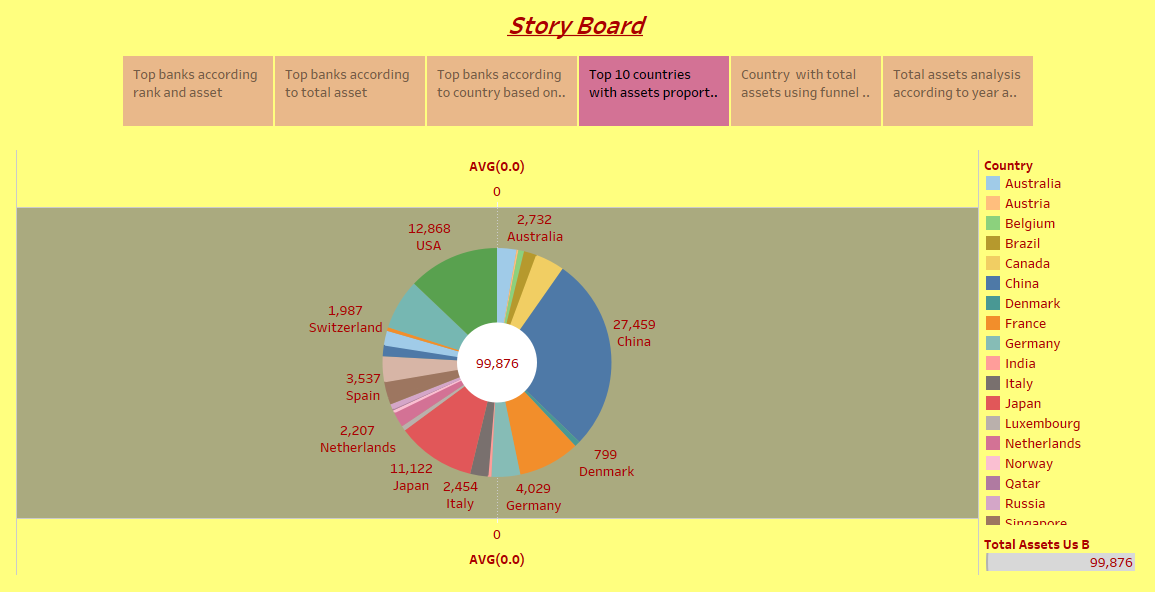 Story Board
Top banks according
rank and asset
Top banks according
to total asset
Top banks according
to country based on..
Top 10 countries
with assets proport..
Country  with total
assets using funnel ..
Total assets analysis
according to year a..
AVG(0.0)
0
12,868
USA
2,732
Australia
1,987
Switzerland
27,459
China
99,876
3,537
Spain
2,207
Netherlands
799
Denmark
11,122
Japan
2,454
Italy
4,029
Germany
0
AVG(0.0)
Country
Australia
Austria
Belgium
Brazil
Canada
China
Denmark
France
Germany
India
Italy
Japan
Luxembourg
Netherlands
Norway
Qatar
Russia
Singapore
Total Assets Us B
99,876